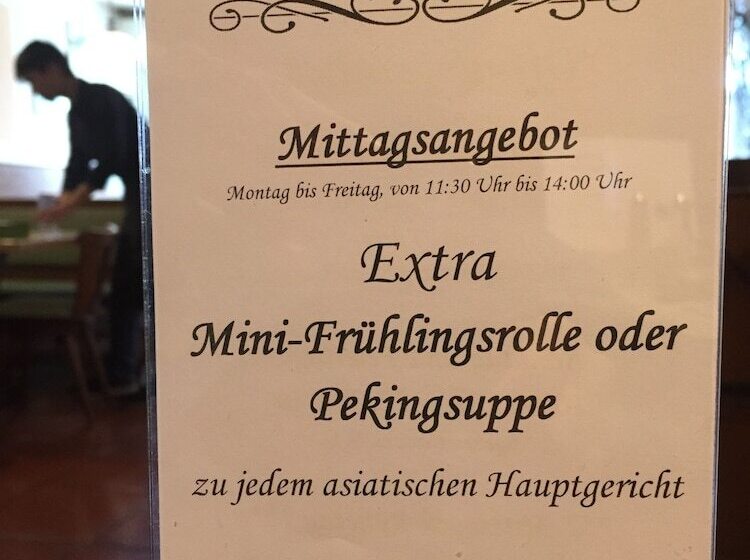 Mittagsangebot
Montag bis Freitag, von 11:30 Uhr bis 14:00 Uhr
Extra
Mini-Frühlingsrolle oder
Pekingsuppe
zu jedem asiatischen Hauptgericht